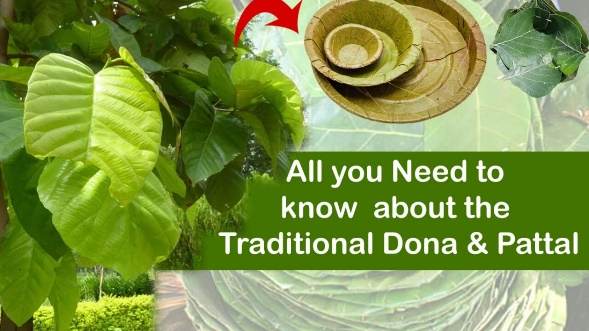 All you Need to
know about the
Traditional Dona & Pattal